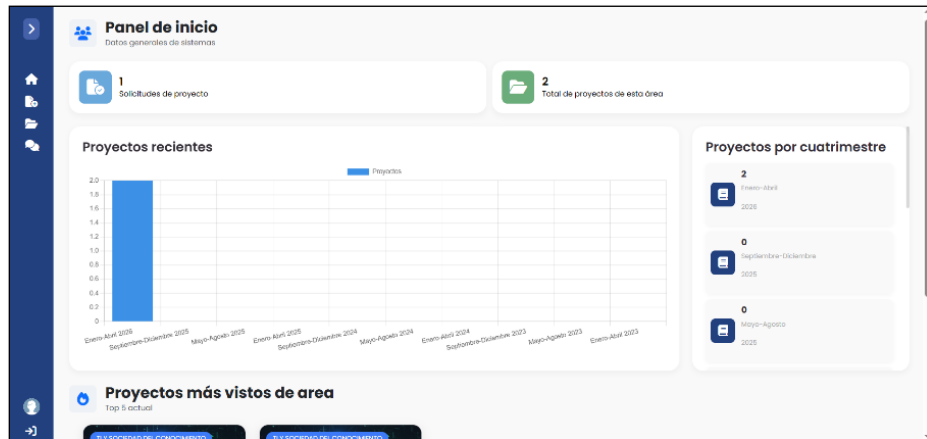 Panel de inicio
Datos generales de sistemas
1
Solicitudes de proyecto
2
Total de proyectos de esta área
Proyectos recientes
Proyectos
2.0
1.8
1.6
1.4
1.2
1.0
0.8
0.6
0.4
0.2
0
Enero-Abril 2026
Septiembre-Diciembre 2025
Mayo-Agosto 2025
Enero-Abril 2025
Septiembre-Diciembre 2024
Mayo-Agosto 2024
Enero-Abril 2024
Septiembre-Diciembre 2023
Mayo-Agosto 2023
Enero-Abril 2023
Proyectos por cuatrimestre
2
Enero-Abril
2026
0
Septiembre-Diciembre
2025
0
Mayo-Agosto
2025
Proyectos más vistos de area
Top 5 actual
TI Y SOCIEDAD DEL CONOCIMIENTO
TI Y SOCIEDAD DEL CONOCIMIENTO